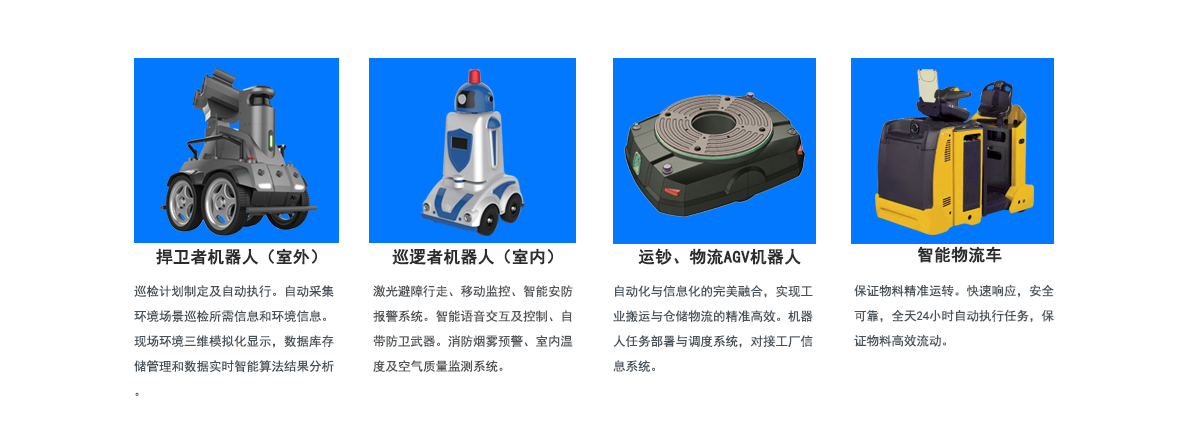 捍卫者机器人（室外）
巡检计划制定及自动执行。自动采集
环境场景巡检所需信息和环境信息。
现场环境三维模拟化显示，数据库存
储管理和数据实时智能算法结果分析
。
巡逻者机器人（室内）
激光避障行走、移动监控、智能安防
报警系统。智能语音交互及控制、自
带防卫武器。消防烟雾预警、室内温
度及空气质量监测系统。
运钞、物流AGV机器人
自动化与信息化的完美融合，实现工
业搬运与仓储物流的精准高效。机器
人任务部署与调度系统，对接工厂信
息系统。
智能物流车
保证物料精准运转。快速响应，安全
可靠，全天24小时自动执行任务，保
证物料高效流动。